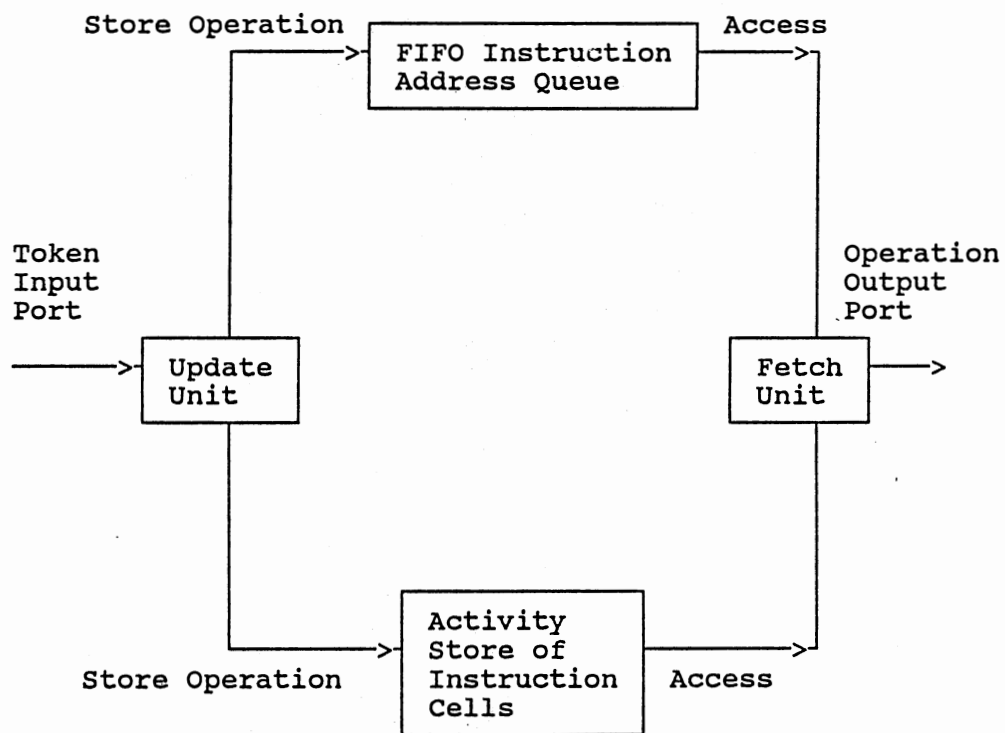 Store Operation
FIFO Instruction
Address Queue
Access
Token
Input
Port
Operation
Output
Port
Update
Unit
Fetch
Unit
Activity
Store of
Instruction
Cells
Store Operation
Access